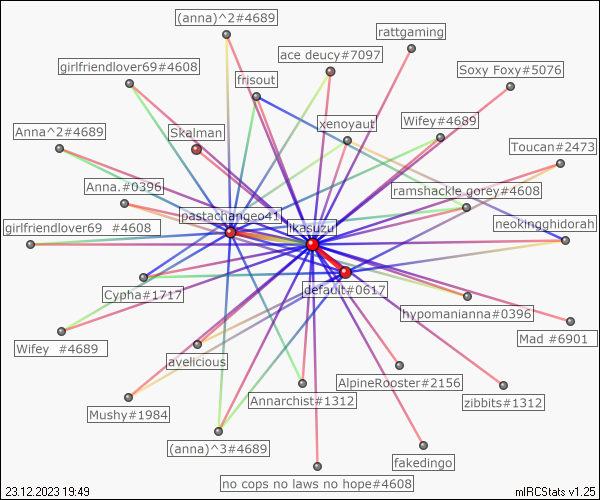 (anna)^2#4689
rattgaming
ace deucy#7097
girlfriendlover69#4608
Soxy Foxy#5076
frisout
xenoyaut
Wifey^#4689
Anna^2#4689
Skalman
Toucan#2473
Anna.#0396
ramshackle gorey#4608
pastachangeo41
likasuzu
neokingghidorah
girlfriendlover69 #4608
default#0617
Cypha#1717
hypomanianna#0396
Mad #6901
Wifey #4689
avelicious
AlpineRooster#2156
Annarchist#1312
zibbits#1312
Mushy#1984
(anna)^3#4689
fakedingo
no cops no laws no hope#4608
23.12.2023 19:49
mIRCStats v1.25